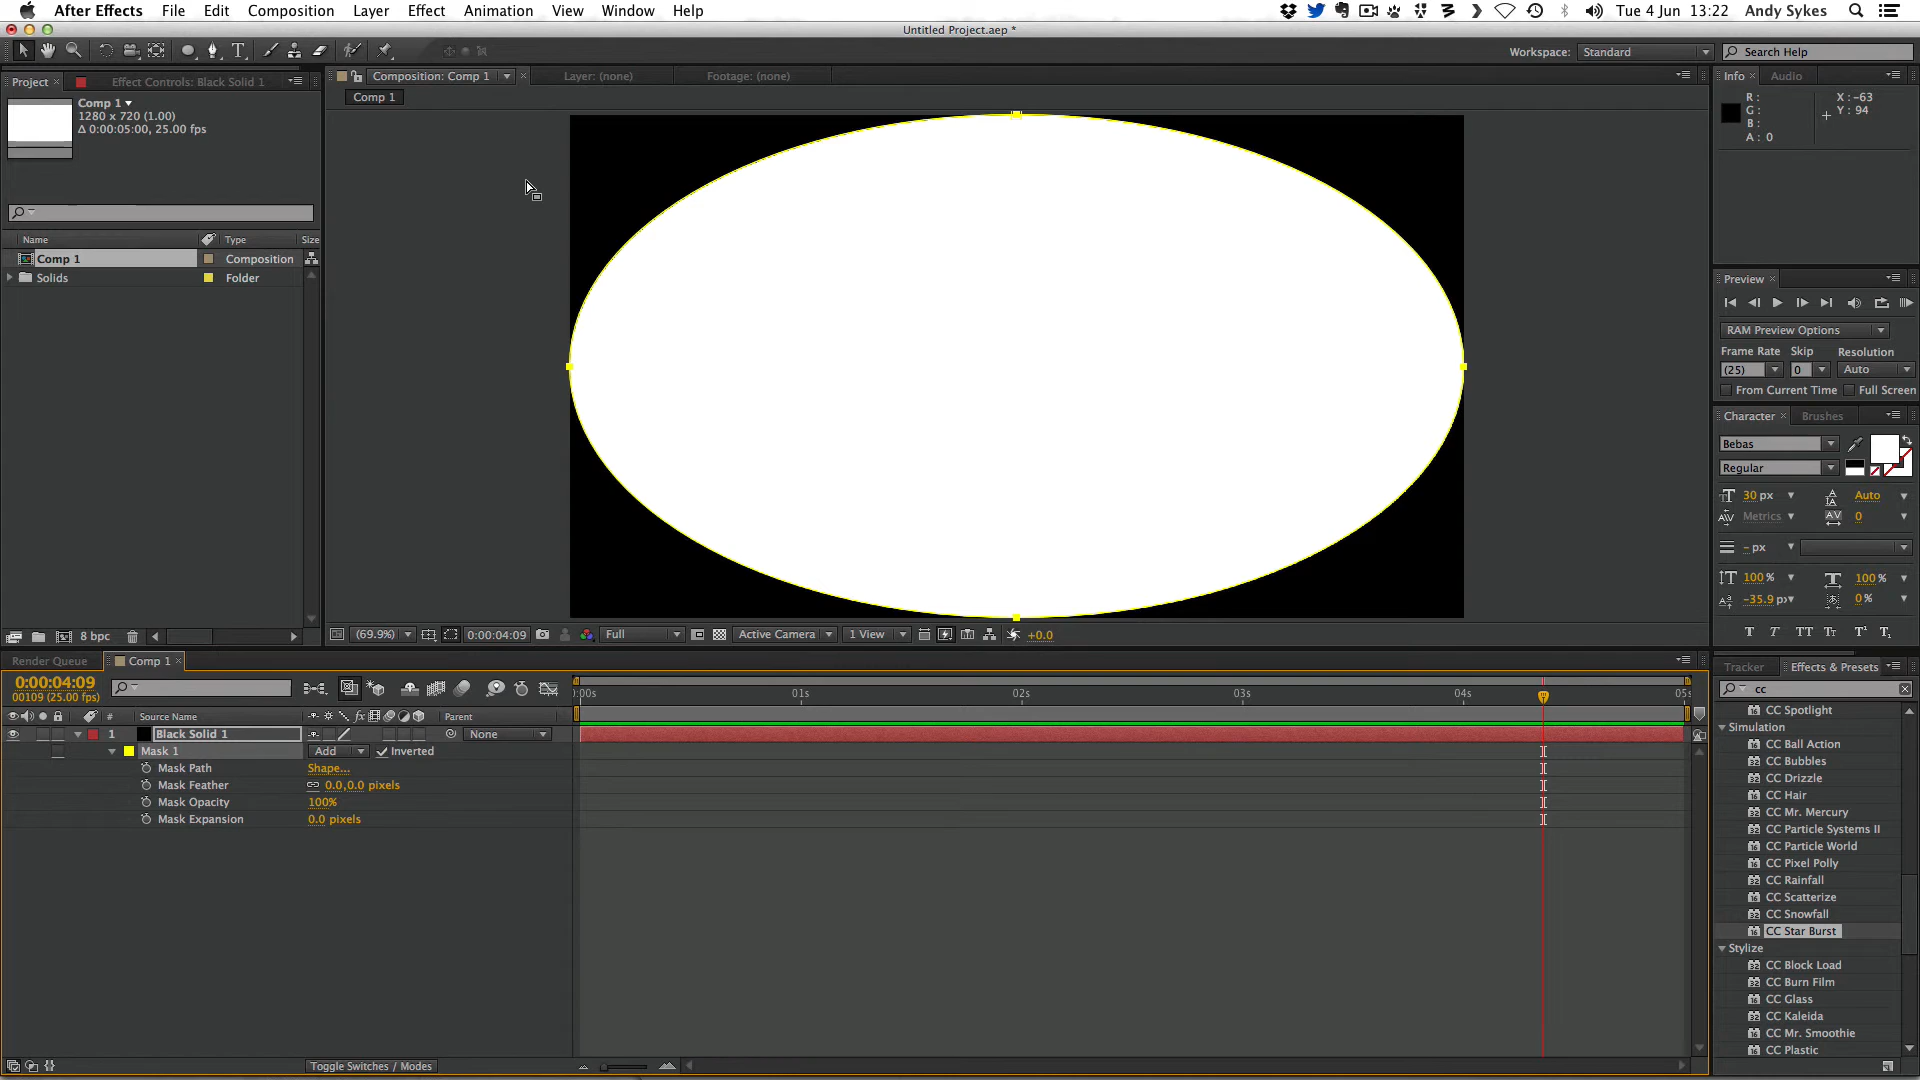 After Effects File Edit Composition Layer Effect Animation View Window Help Tue 4 Jun 13:22 Andy Sykes
Untitled Project.aep *
Workspace: Standard Search Help
Project × Effect Controls: Black Solid 1
Composition: Comp 1 × Layer: (none) Footage: (none)
Info × Audio
Comp 1
1280 x 720 (1.00)
Δ 0:00:05:00, 25.00 fps
Comp 1
R :
G :
B :
A : 0
X : -63
Y : 94
Name Type Size
Comp 1 Composition
Solids Folder
Preview ×
RAM Preview Options
Frame Rate Skip Resolution
(25) 0 Auto
From Current Time Full Screen
Character × Brushes
Bebas
Regular
30 px Auto
Metrics 0
- px
100 % 100 %
-35.9 px 0 %
T T TT Tr T¹ T₁
8 bpc
(69.9%) 0:00:04:09 Full Active Camera 1 View +0.0
Render Queue Comp 1 ×
0:00:04:09
00109 (25.00 fps)
):00s 01s 02s 03s 04s 05s
# Source Name Parent
1 Black Solid 1 None
Mask 1 Add Inverted
Mask Path Shape...
Mask Feather 0.0,0.0 pixels
Mask Opacity 100%
Mask Expansion 0.0 pixels
Toggle Switches / Modes
Tracker Effects & Presets
cc
CC Spotlight
Simulation
CC Ball Action
CC Bubbles
CC Drizzle
CC Hair
CC Mr. Mercury
CC Particle Systems II
CC Particle World
CC Pixel Polly
CC Rainfall
CC Scatterize
CC Snowfall
CC Star Burst
Stylize
CC Block Load
CC Burn Film
CC Glass
CC Kaleida
CC Mr. Smoothie
CC Plastic